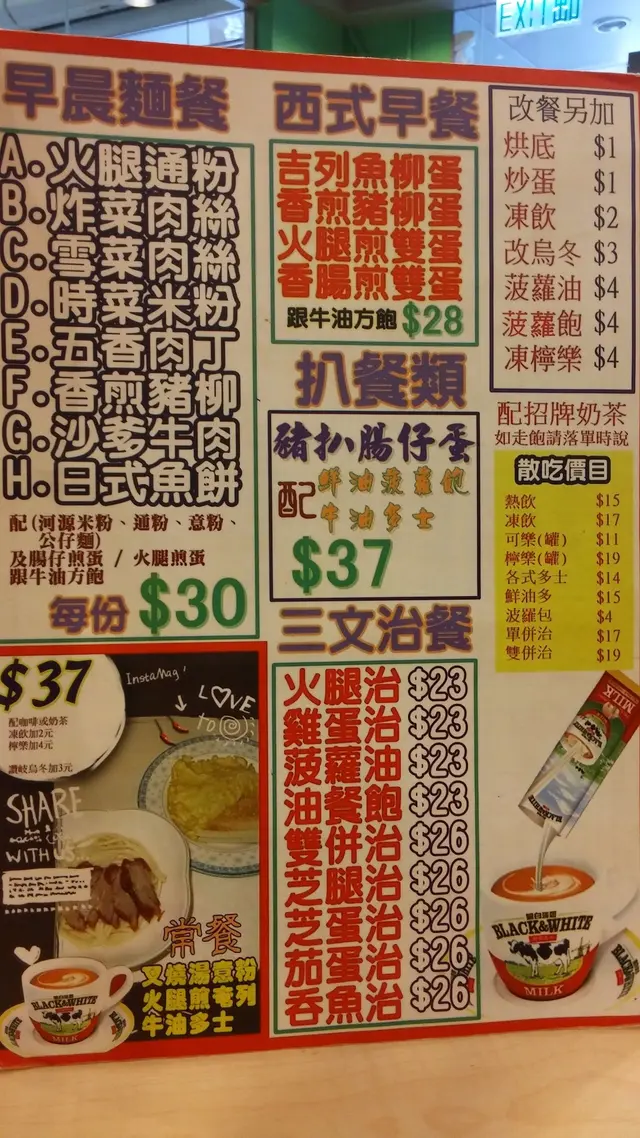 EXIT 出
早晨麵餐
A.火腿通粉
B.炸菜肉絲
C.雪菜肉絲
D.時菜米粉
E.五香肉丁
F.香煎豬柳
G.沙爹牛肉
H.日式魚餅
配(河源米粉、通粉、意粉、
公仔麵)
及腸仔煎蛋 / 火腿煎蛋
跟牛油方飽
每份 $30
$37
配咖啡或奶茶
凍飲加2元
檸樂加4元
讚岐烏冬加3元
InstaMag!
LOVE
TO
SHARE
WITH US
常餐
叉燒湯意粉
火腿煎奄列
牛油多士
BLACK&WHITE
MILK
西式早餐
吉列魚柳蛋
香煎豬柳蛋
火腿煎雙蛋
香腸煎雙蛋
跟牛油方飽 $28
扒餐類
豬扒腸仔蛋
配
鮮油菠蘿飽
牛油多士
$37
三文治餐
火腿治 $23
雞蛋治 $23
菠蘿油 $23
油餐飽 $23
雙併治 $26
芝腿治 $26
芝蛋治 $26
茄蛋治 $26
吞魚治 $26
改餐另加
烘底 $1
炒蛋 $1
凍飲 $2
改烏冬 $3
菠蘿油 $4
菠蘿飽 $4
凍檸樂 $4
配招牌奶茶
如走飽請落單時說
散吃價目
熱飲 $15
凍飲 $17
可樂(罐) $11
檸樂(罐) $19
各式多士 $14
鮮油多 $15
波羅包 $4
單併治 $17
雙併治 $19
MILK
BLACK&WHITE
MILK